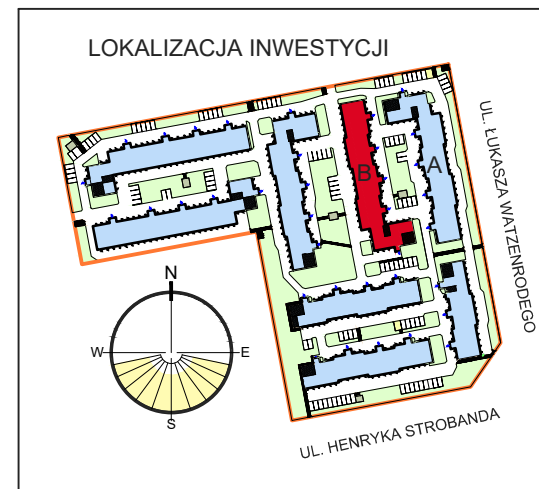 LOKALIZACJA INWESTYCJI
UL. ŁUKASZA WATZENRODEGO
A
B
N
W
E
S
UL. HENRYKA STROBANDA